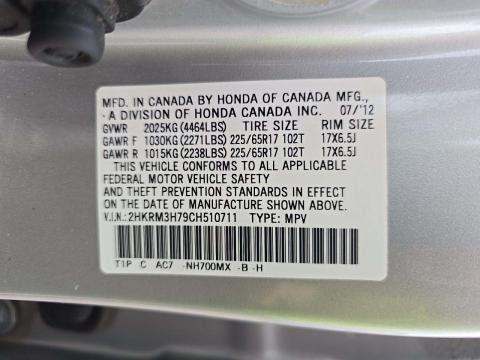 MFD. IN CANADA BY HONDA OF CANADA MFG.,
A DIVISION OF HONDA CANADA INC. 07/'12
GVWR 2025KG(4464LBS) TIRE SIZE RIM SIZE
GAWR F 1030KG(2271LBS) 225/65R17 102T 17X6.5J
GAWR R 1015KG(2238LBS) 225/65R17 102T 17X6.5J
THIS VEHICLE CONFORMS TO ALL APPLICABLE
FEDERAL MOTOR VEHICLE SAFETY
AND THEFT PREVENTION STANDARDS IN EFFECT
ON THE DATE OF MANUFACTURE SHOWN ABOVE.
V.I.N.: 2HKRM3H79CH510711 TYPE: MPV
T1P C AC7 -NH700MX -B -H